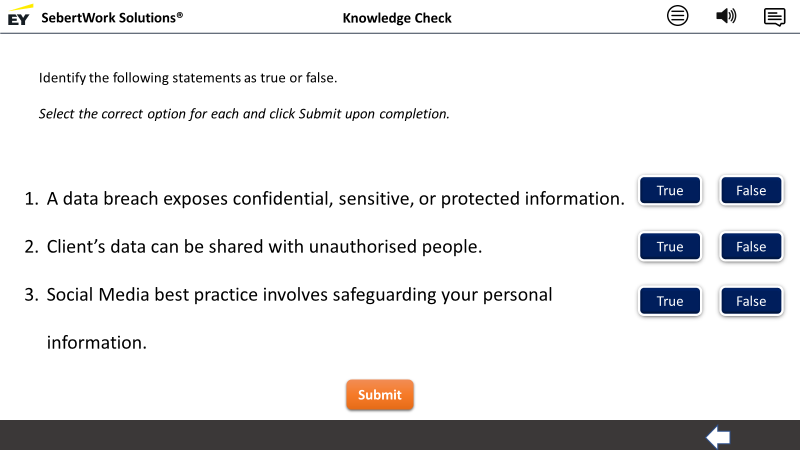 EY SebertWork Solutions® Knowledge Check
Identify the following statements as true or false.
Select the correct option for each and click Submit upon completion.
1. A data breach exposes confidential, sensitive, or protected information. True False
2. Client’s data can be shared with unauthorised people. True False
3. Social Media best practice involves safeguarding your personal True False
information.
Submit